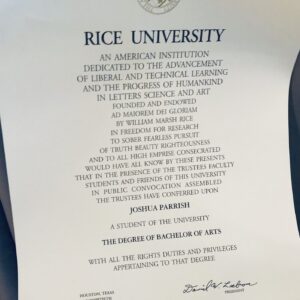 RICE UNIVERSITY
AN AMERICAN INSTITUTION
DEDICATED TO THE ADVANCEMENT
OF LIBERAL AND TECHNICAL LEARNING
AND THE PROGRESS OF HUMANKIND
IN LETTERS SCIENCE AND ART
FOUNDED AND ENDOWED
AD MAIOREM DEI GLORIAM
BY WILLIAM MARSH RICE
IN FREEDOM FOR RESEARCH
TO SOBER FEARLESS PURSUIT
OF TRUTH BEAUTY RIGHTEOUSNESS
AND TO ALL HIGH EMPRISE CONSECRATED
WOULD HAVE ALL KNOW BY THESE PRESENTS
THAT IN THE PRESENCE OF THE TRUSTEES FACULTY
STUDENTS AND FRIENDS OF THIS UNIVERSITY
IN PUBLIC CONVOCATION ASSEMBLED
THE TRUSTEES HAVE CONFERRED UPON
JOSHUA PARRISH
A STUDENT OF THE UNIVERSITY
THE DEGREE OF BACHELOR OF ARTS
WITH ALL THE RIGHTS DUTIES AND PRIVILEGES
APPERTAINING TO THAT DEGREE
HOUSTON, TEXAS
David W. Leebron
PRESIDENT